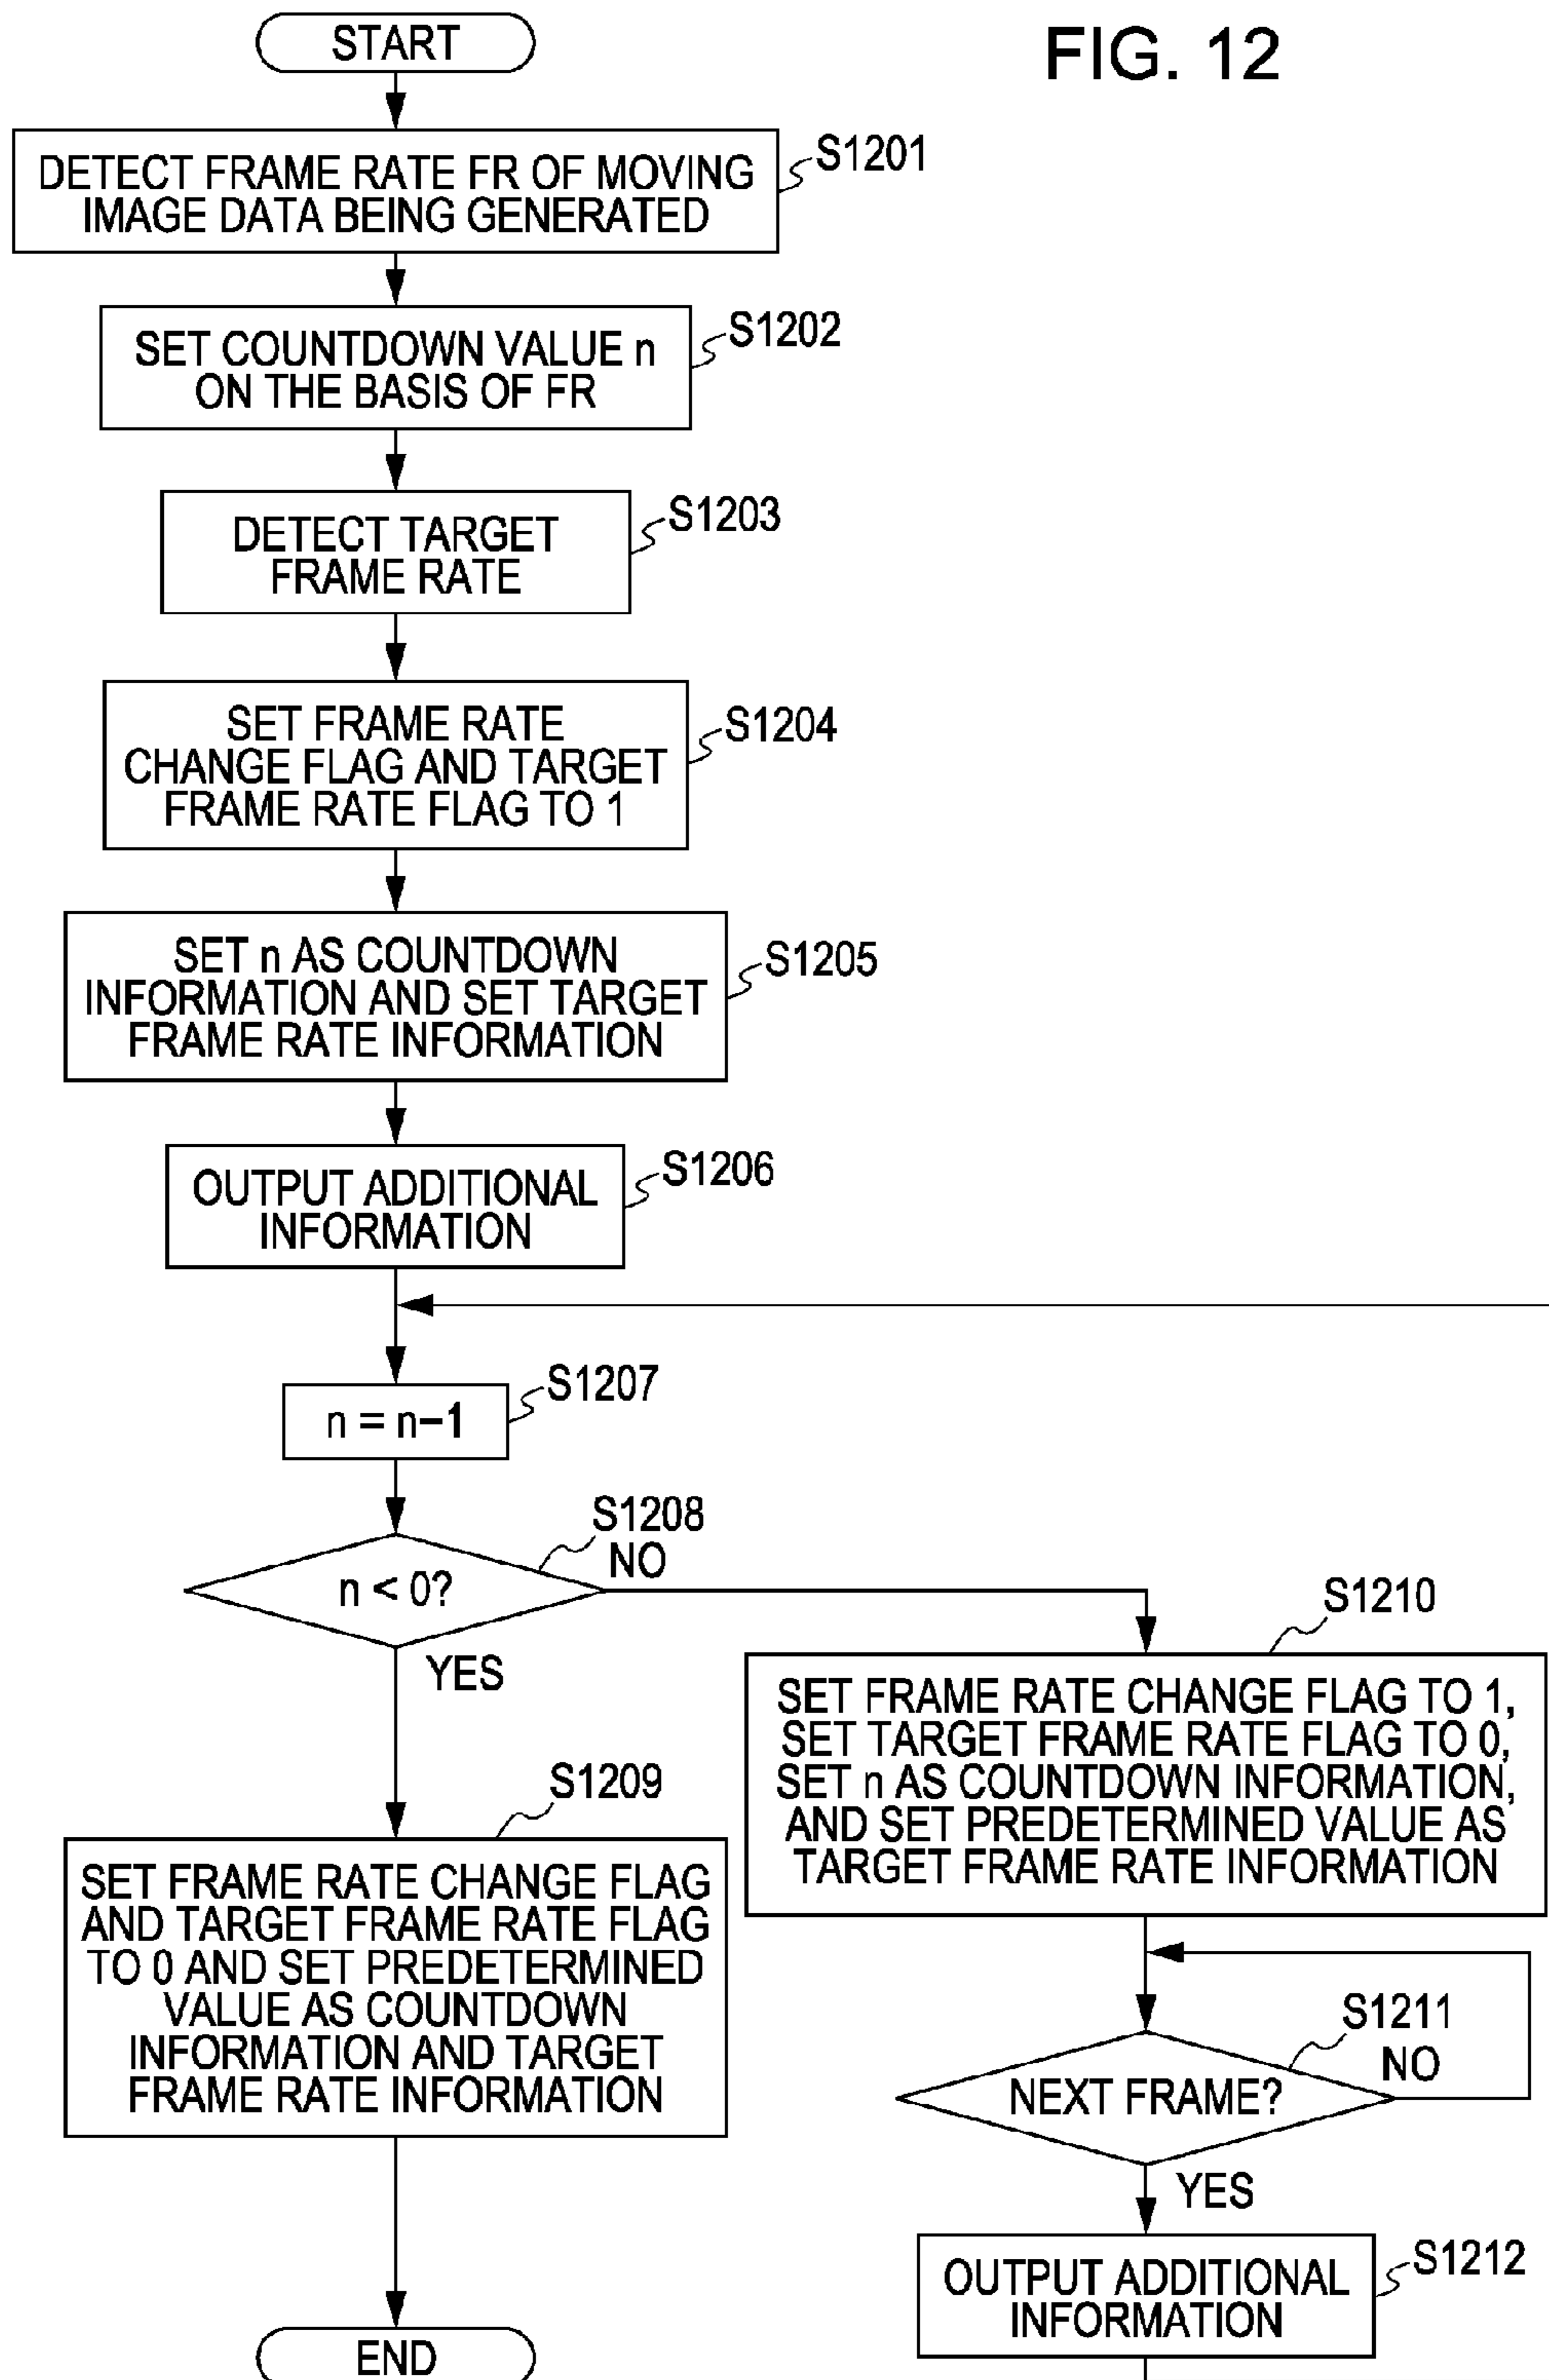 FIG. 12
START
DETECT FRAME RATE FR OF MOVING
IMAGE DATA BEING GENERATED
S1201
SET COUNTDOWN VALUE n
ON THE BASIS OF FR
S1202
DETECT TARGET
FRAME RATE
S1203
SET FRAME RATE
CHANGE FLAG AND TARGET
FRAME RATE FLAG TO 1
S1204
SET n AS COUNTDOWN
INFORMATION AND SET TARGET
FRAME RATE INFORMATION
S1205
OUTPUT ADDITIONAL
INFORMATION
S1206
n = n−1
S1207
n < 0?
S1208
NO
YES
S1209
SET FRAME RATE CHANGE FLAG
AND TARGET FRAME RATE FLAG
TO 0 AND SET PREDETERMINED
VALUE AS COUNTDOWN
INFORMATION AND TARGET
FRAME RATE INFORMATION
END
S1210
SET FRAME RATE CHANGE FLAG TO 1,
SET TARGET FRAME RATE FLAG TO 0,
SET n AS COUNTDOWN INFORMATION,
AND SET PREDETERMINED VALUE AS
TARGET FRAME RATE INFORMATION
S1211
NO
NEXT FRAME?
YES
OUTPUT ADDITIONAL
INFORMATION
S1212